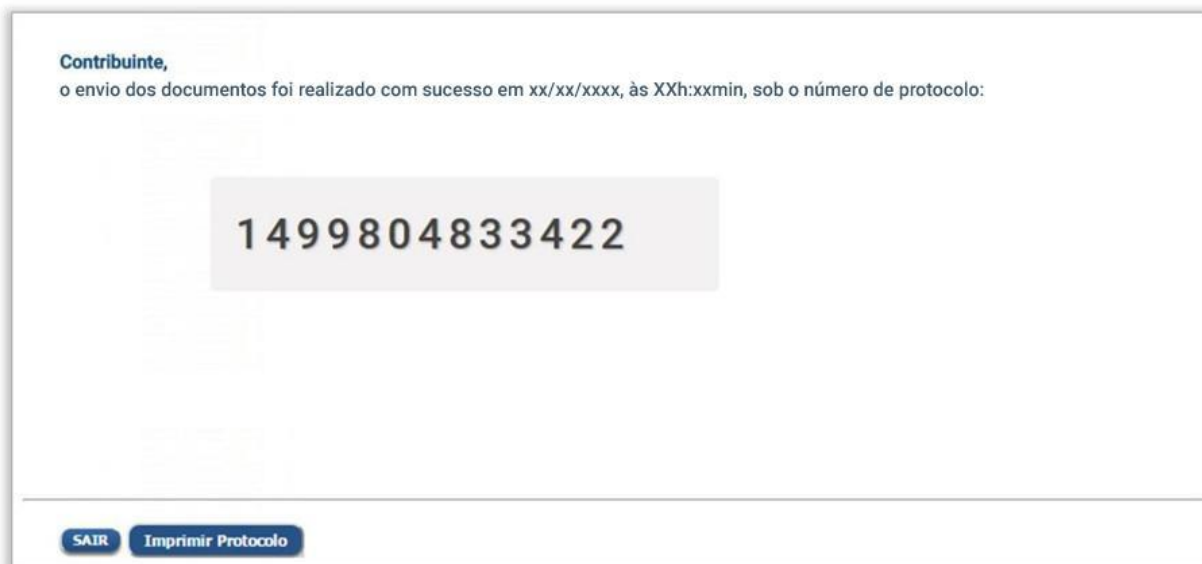 Contribuinte,
o envio dos documentos foi realizado com sucesso em xx/xx/xxxx, às XXh:xxmin, sob o número de protocolo:
1499804833422
SAIR Imprimir Protocolo